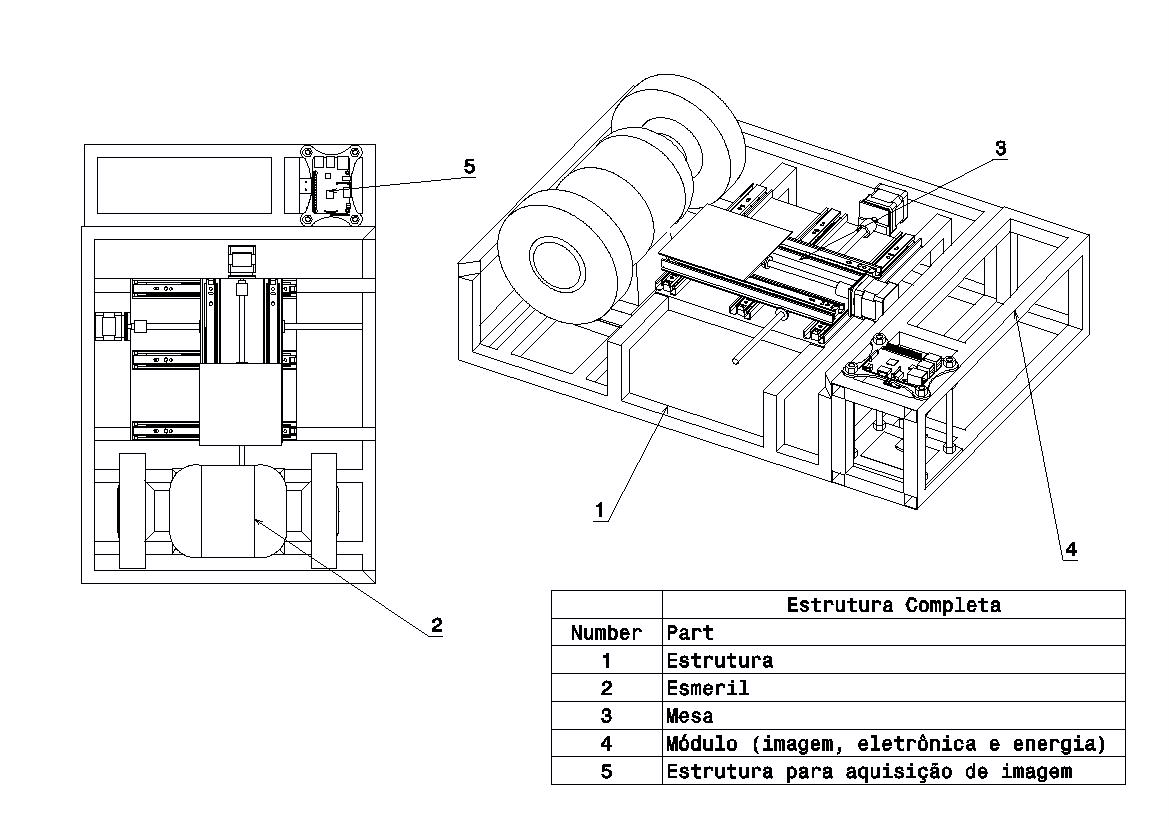 5
3
1
4
2
Estrutura Completa
Number Part
1 Estrutura
2 Esmeril
3 Mesa
4 Módulo (imagem, eletrônica e energia)
5 Estrutura para aquisição de imagem